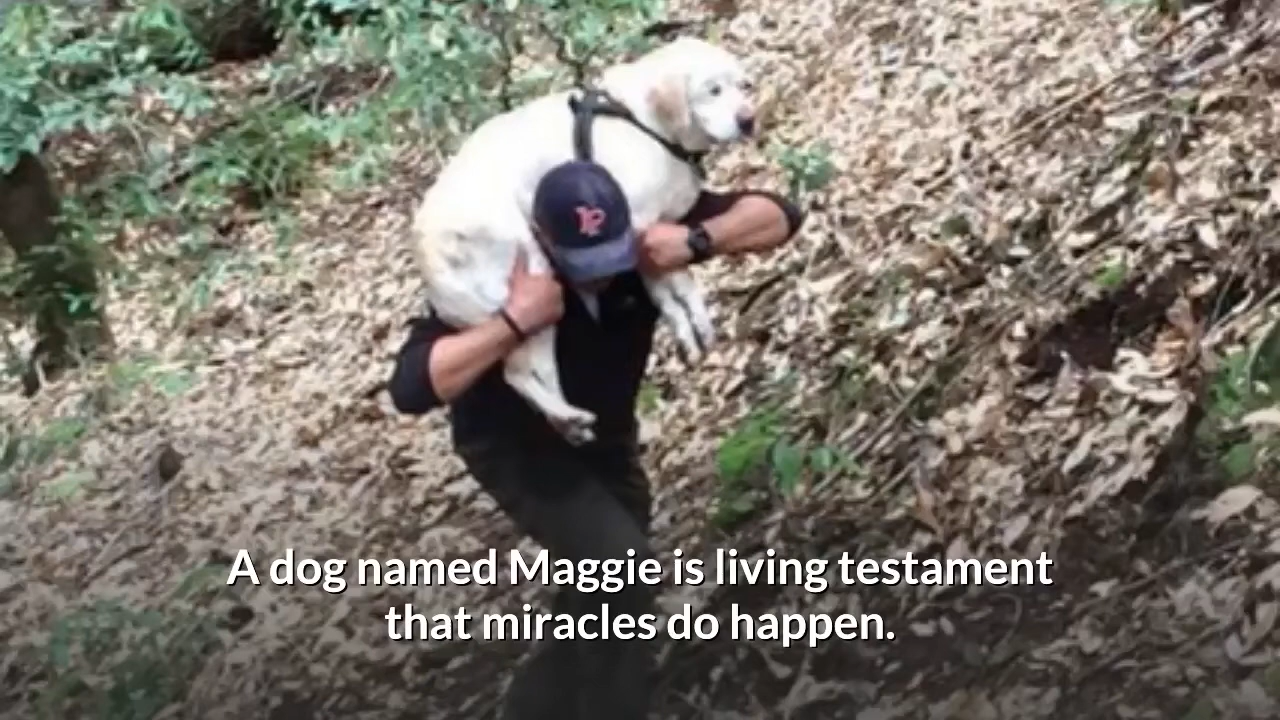 A dog named Maggie is living testament
that miracles do happen.